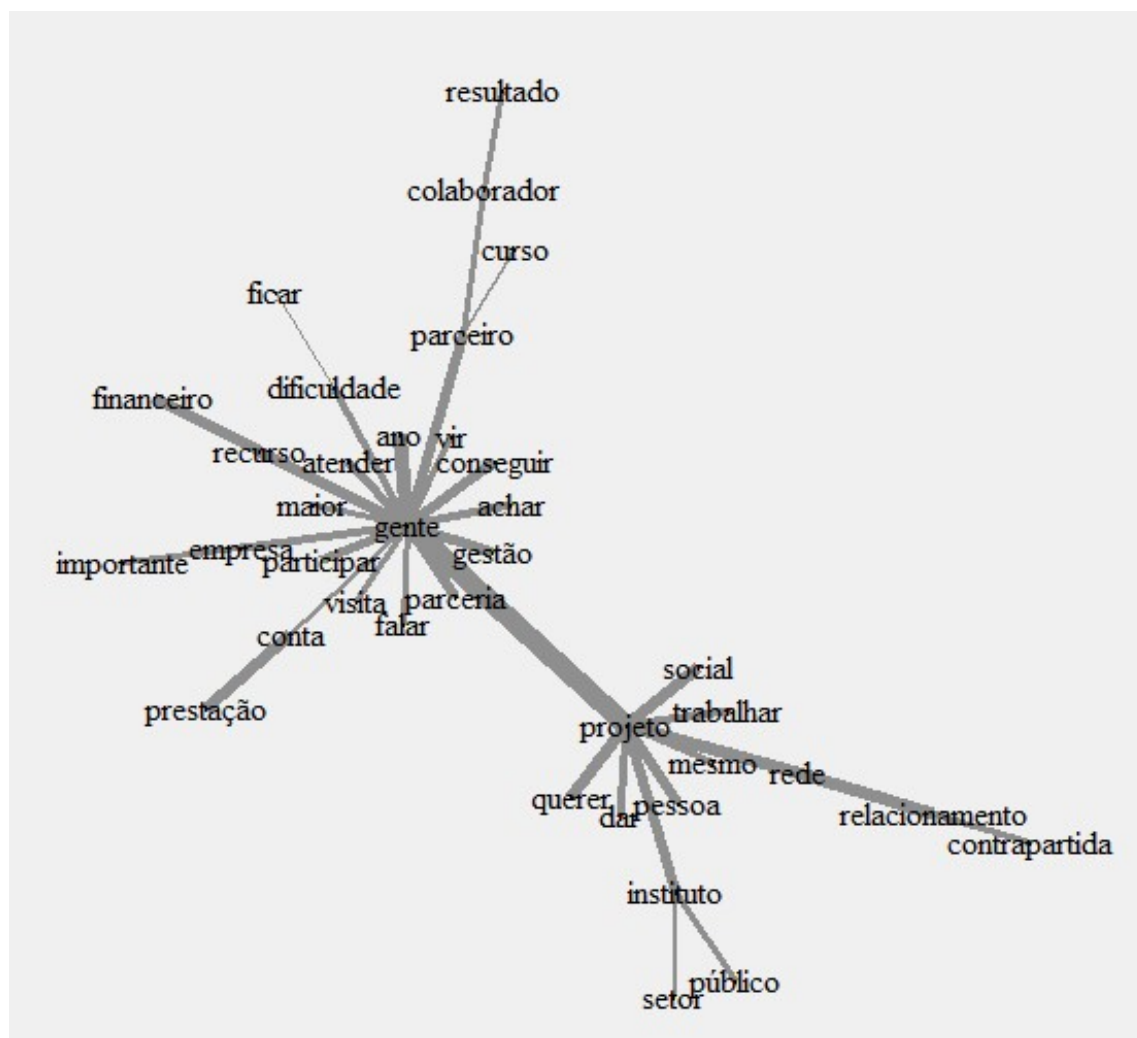 resultado
colaborador
curso
ficar
parceiro
dificuldade
financeiro
ano
vir
recurso
atender
conseguir
maior
achar
gente
empresa
gestão
importante
participar
visita
parceria
falar
conta
social
prestação
trabalhar
projeto
mesmo
rede
querer
dar
pessoa
relacionamento
contrapartida
instituto
público
setor